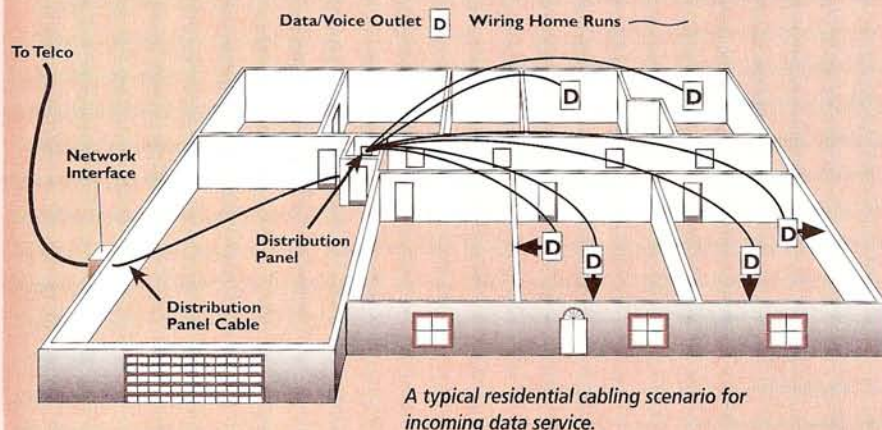 Data/Voice Outlet D Wiring Home Runs
To Telco
D
D
Network
Interface
Distribution
Panel
D
D
D
D
Distribution
Panel Cable
A typical residential cabling scenario for
incoming data service.